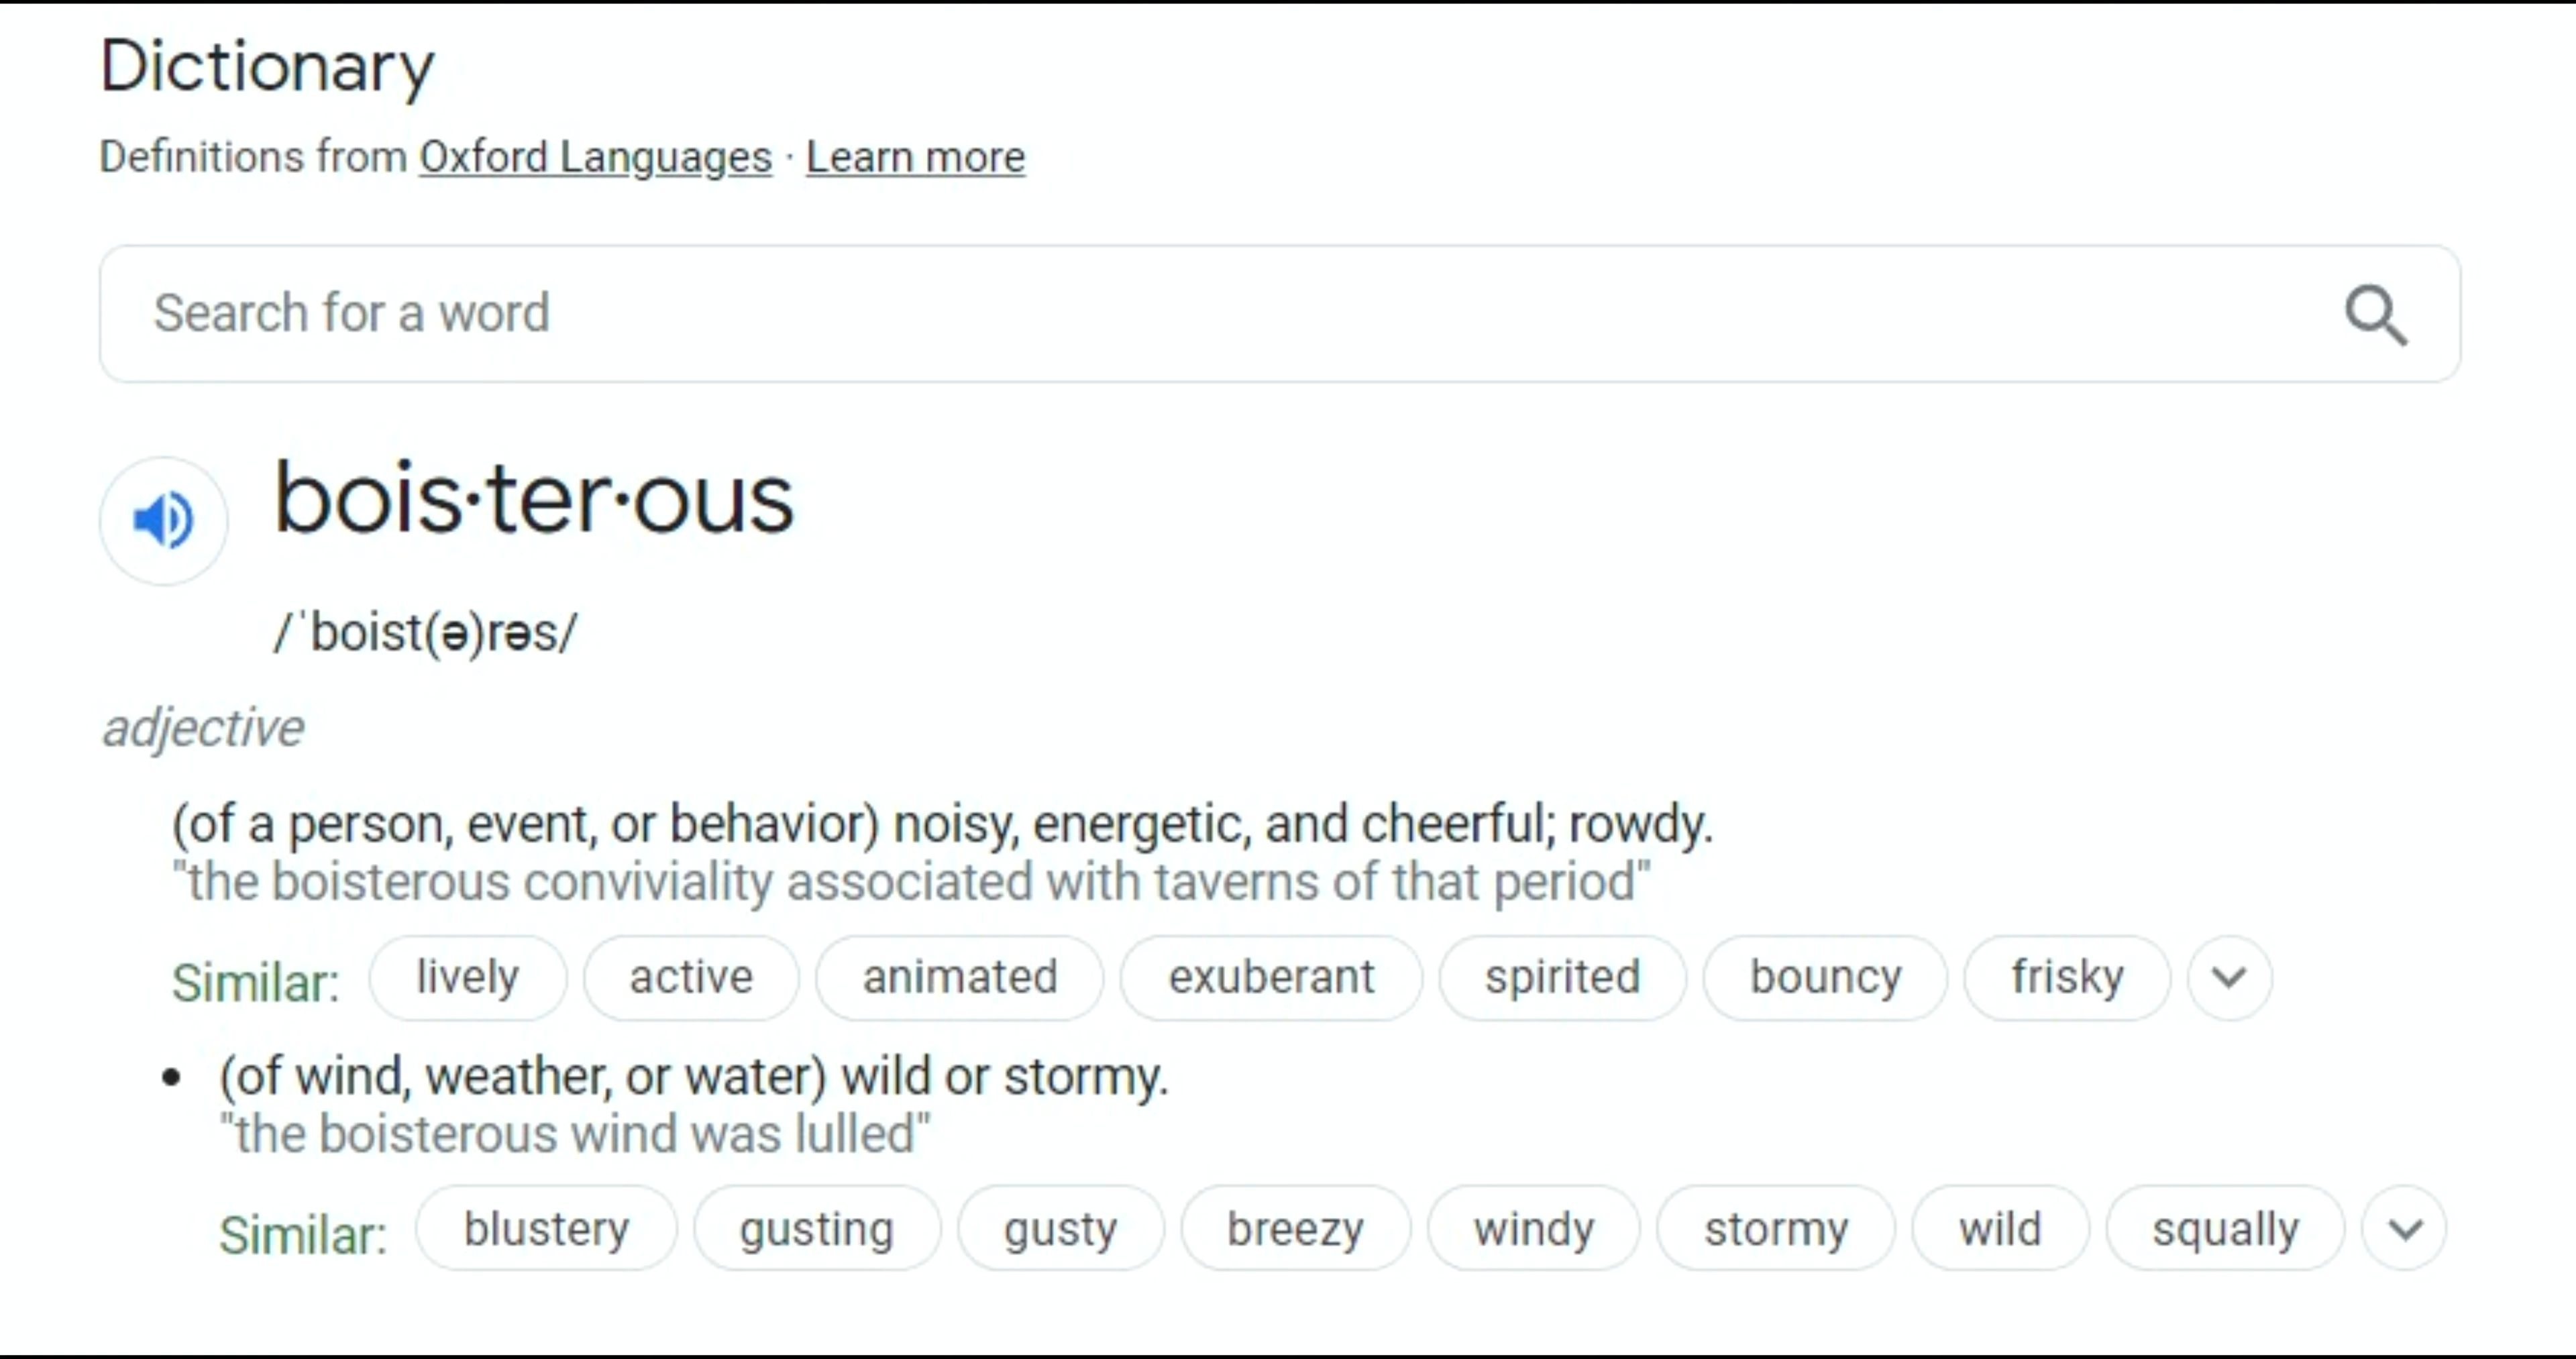 Dictionary
Definitions from Oxford Languages · Learn more
Search for a word
bois·ter·ous
/ˈboist(ə)rəs/
adjective
(of a person, event, or behavior) noisy, energetic, and cheerful; rowdy.
"the boisterous conviviality associated with taverns of that period"
Similar: lively active animated exuberant spirited bouncy frisky
• (of wind, weather, or water) wild or stormy.
"the boisterous wind was lulled"
Similar: blustery gusting gusty breezy windy stormy wild squally